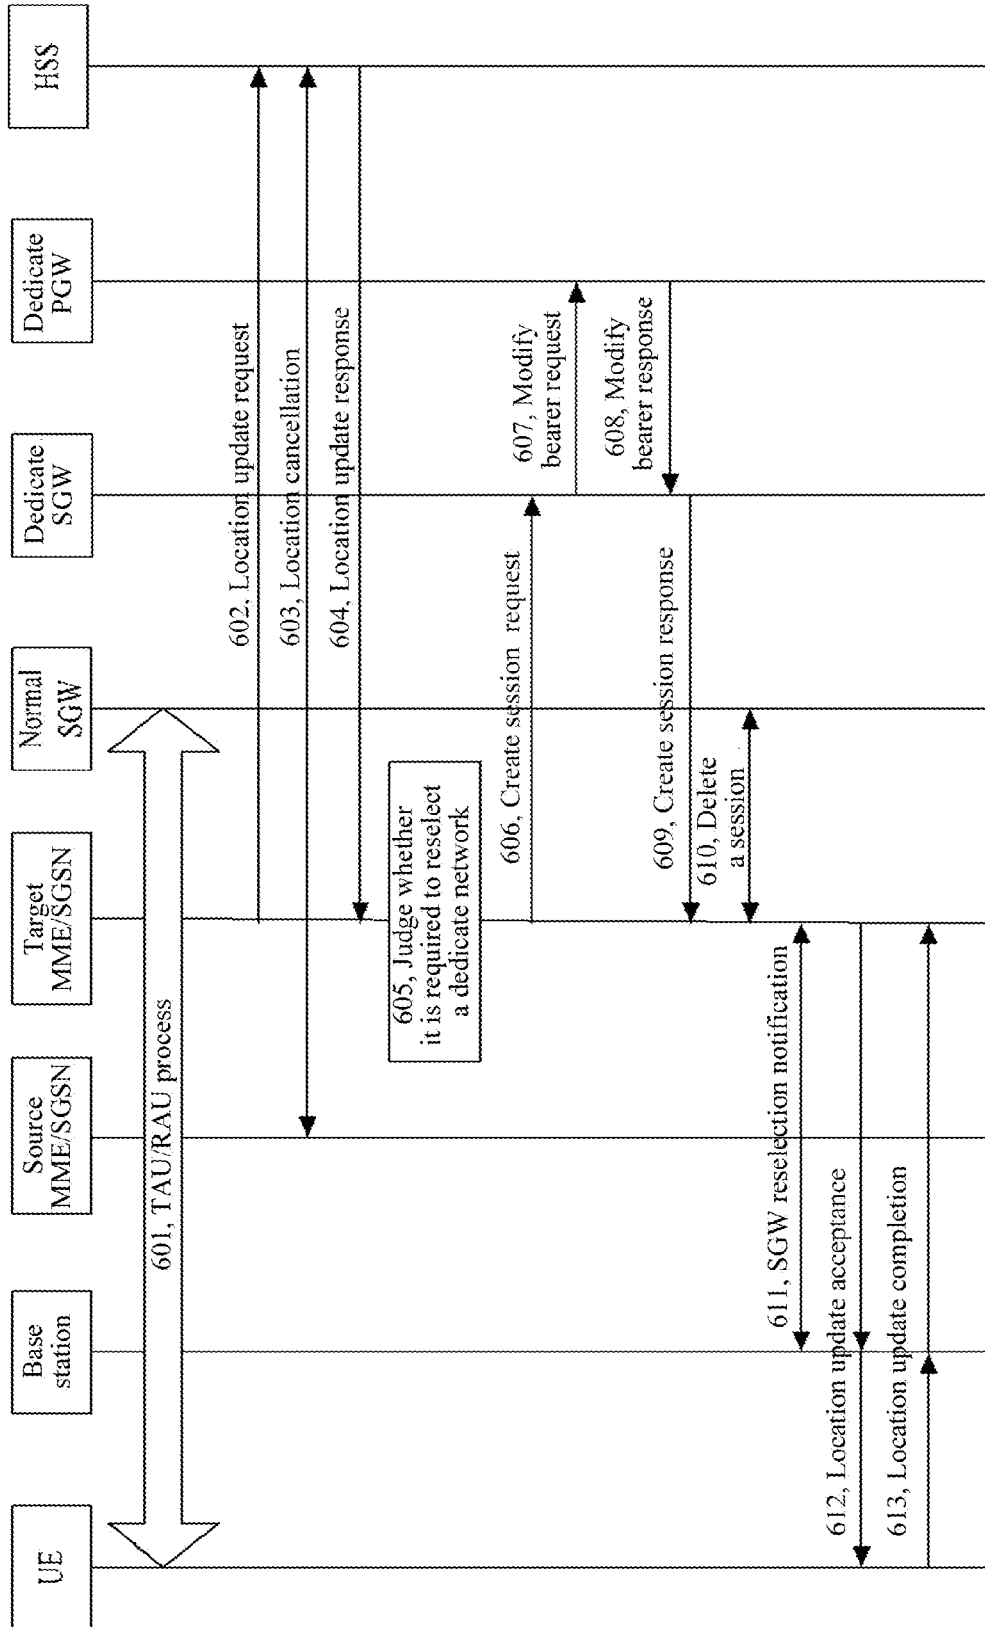 UE
Base
station
Source
MME/SGSN
Target
MME/SGSN
Normal
SGW
Dedicate
SGW
Dedicate
PGW
HSS
601, TAU/RAU process
602, Location update request
603, Location cancellation
604, Location update response
605, Judge whether
it is required to reselect
a dedicate network
606, Create session request
607, Modify
bearer request
608, Modify
bearer response
609, Create session response
610, Delete
a session
611, SGW reselection notification
612, Location update acceptance
613, Location update completion